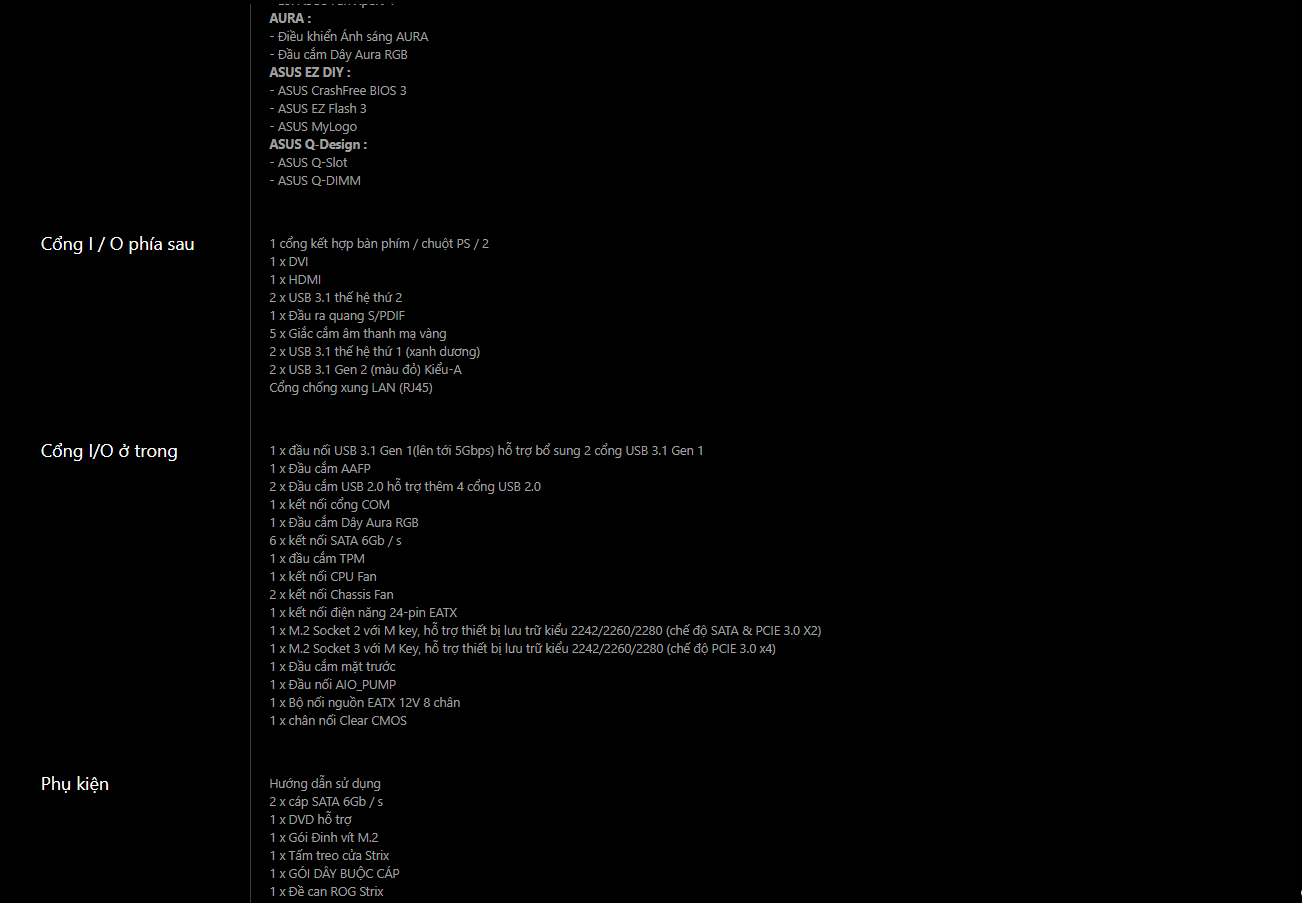 AURA :
- Điều khiển Ánh sáng AURA
- Đầu cắm Dây Aura RGB
ASUS EZ DIY :
- ASUS CrashFree BIOS 3
- ASUS EZ Flash 3
- ASUS MyLogo
ASUS Q-Design :
- ASUS Q-Slot
- ASUS Q-DIMM
Cổng I / O phía sau
1 cổng kết hợp bàn phím / chuột PS / 2
1 x DVI
1 x HDMI
2 x USB 3.1 thế hệ thứ 2
1 x Đầu ra quang S/PDIF
5 x Giắc cắm âm thanh mạ vàng
2 x USB 3.1 thế hệ thứ 1 (xanh dương)
2 x USB 3.1 Gen 2 (màu đỏ) Kiểu-A
Cổng chống xung LAN (RJ45)
Cổng I/O ở trong
1 x đầu nối USB 3.1 Gen 1(lên tới 5Gbps) hỗ trợ bổ sung 2 cổng USB 3.1 Gen 1
1 x Đầu cắm AAFP
2 x Đầu cắm USB 2.0 hỗ trợ thêm 4 cổng USB 2.0
1 x kết nối cổng COM
1 x Đầu cắm Dây Aura RGB
6 x kết nối SATA 6Gb / s
1 x đầu cắm TPM
1 x kết nối CPU Fan
2 x kết nối Chassis Fan
1 x kết nối điện năng 24-pin EATX
1 x M.2 Socket 2 với M key, hỗ trợ thiết bị lưu trữ kiểu 2242/2260/2280 (chế độ SATA & PCIE 3.0 X2)
1 x M.2 Socket 3 với M Key, hỗ trợ thiết bị lưu trữ kiểu 2242/2260/2280 (chế độ PCIE 3.0 x4)
1 x Đầu cắm mặt trước
1 x Đầu nối AIO_PUMP
1 x Bộ nối nguồn EATX 12V 8 chân
1 x chân nối Clear CMOS
Phụ kiện
Hướng dẫn sử dụng
2 x cáp SATA 6Gb / s
1 x DVD hỗ trợ
1 x Gói Đinh vít M.2
1 x Tấm treo cửa Strix
1 x GÓI DÂY BUỘC CÁP
1 x Đề can ROG Strix